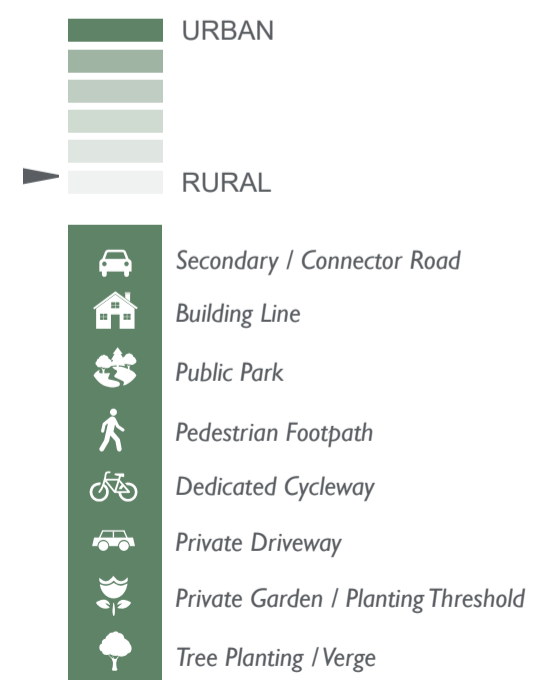 URBAN
RURAL
Secondary / Connector Road
Building Line
Public Park
Pedestrian Footpath
Dedicated Cycleway
Private Driveway
Private Garden / Planting Threshold
Tree Planting / Verge